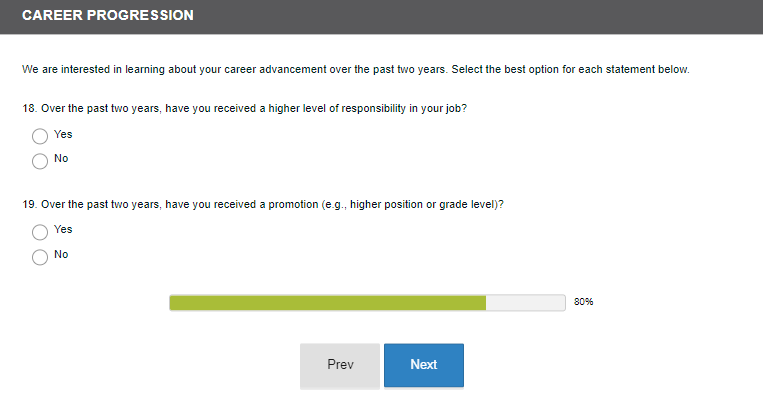 CAREER PROGRESSION
We are interested in learning about your career advancement over the past two years. Select the best option for each statement below.
18. Over the past two years, have you received a higher level of responsibility in your job?
Yes
No
19. Over the past two years, have you received a promotion (e.g., higher position or grade level)?
Yes
No
80%
Prev
Next